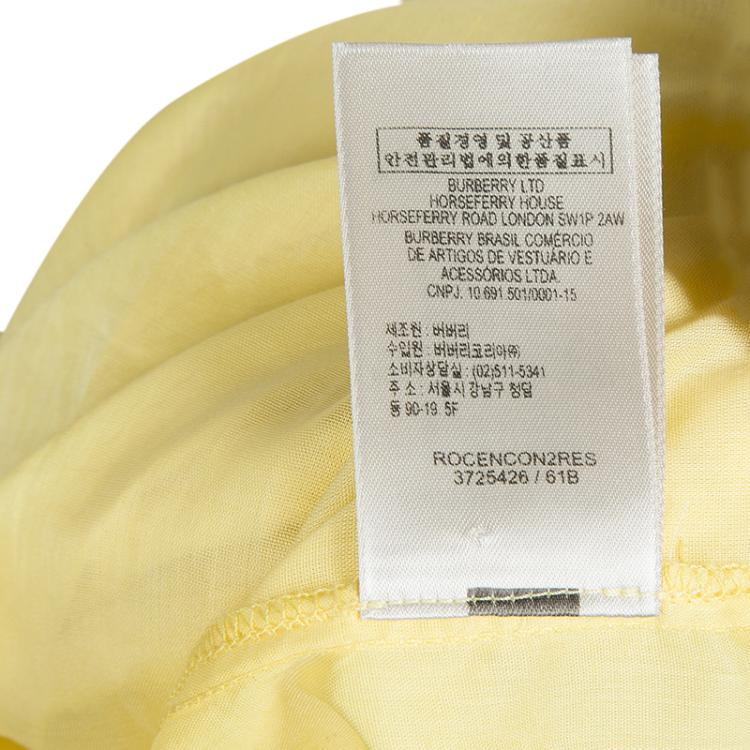 품질경영 및 공산품
안전관리법에의한품질표시
BURBERRY LTD
HORSEFERRY HOUSE
HORSEFERRY ROAD LONDON SW1P 2AW
BURBERRY BRASIL COMÉRCIO
DE ARTIGOS DE VESTUÁRIO E
ACESSÓRIOS LTDA.
CNPJ. 10.691.501/0001-15
세조원 : 버버리
수입원 : 버버리코리아㈜
소비자상담실 : (02)511-5341
주 소 : 서울시 강남구 청담
동 90-19 5F
ROCENCON2RES
3725426 / 61B